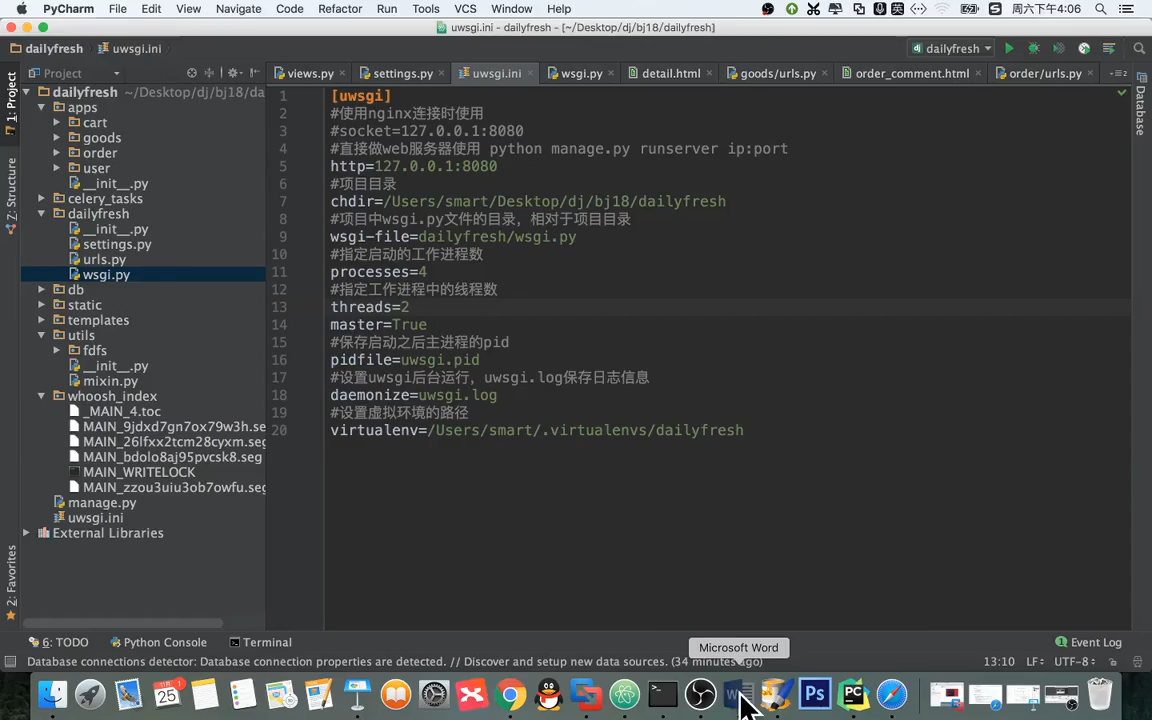 PyCharm File Edit View Navigate Code Refactor Run Tools VCS Window Help 周六下午4:06
uwsgi.ini - dailyfresh - [~/Desktop/dj/bj18/dailyfresh]
dailyfresh uwsgi.ini dailyfresh
Project views.py settings.py uwsgi.ini wsgi.py detail.html goods/urls.py order_comment.html order/urls.py
1: Project
Z: Structure
2: Favorites
Database
dailyfresh ~/Desktop/dj/bj18/da
apps
cart
goods
order
user
__init__.py
celery_tasks
dailyfresh
__init__.py
settings.py
urls.py
wsgi.py
db
static
templates
utils
fdfs
__init__.py
mixin.py
whoosh_index
_MAIN_4.toc
MAIN_9jdxd7gn7ox79w3h.se
MAIN_26lfxx2tcm28cyxm.seg
MAIN_bdolo8aj95pvcsk8.seg
MAIN_WRITELOCK
MAIN_zzou3uiu3ob7owfu.seg
manage.py
uwsgi.ini
External Libraries
1 [uwsgi]
2 #使用nginx连接时使用
3 #socket=127.0.0.1:8080
4 #直接做web服务器使用 python manage.py runserver ip:port
5 http=127.0.0.1:8080
6 #项目目录
7 chdir=/Users/smart/Desktop/dj/bj18/dailyfresh
8 #项目中wsgi.py文件的目录，相对于项目目录
9 wsgi-file=dailyfresh/wsgi.py
10 #指定启动的工作进程数
11 processes=4
12 #指定工作进程中的线程数
13 threads=2
14 master=True
15 #保存启动之后主进程的pid
16 pidfile=uwsgi.pid
17 #设置uwsgi后台运行，uwsgi.log保存日志信息
18 daemonize=uwsgi.log
19 #设置虚拟环境的路径
20 virtualenv=/Users/smart/.virtualenvs/dailyfresh
6: TODO Python Console Terminal 1 Event Log
Microsoft Word
Database connections detector: Database connection properties are detected. // Discover and setup new data sources. (34 minutes ago) 13:10 LF UTF-8
25 Ps PC